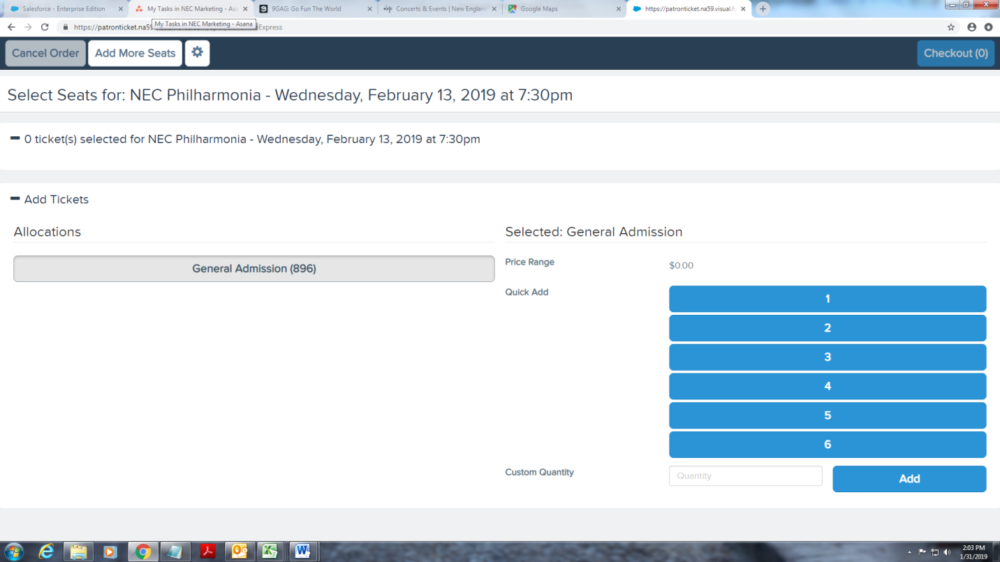 Salesforce - Enterprise Edition
My Tasks in NEC Marketing - Asa
9GAG: Go Fun The World
Concerts & Events | New England
Google Maps
https://patronticket.na59.visual.fo
https://patronticket.na59
My Tasks in NEC Marketing - Asana
Express
Cancel Order
Add More Seats
Checkout (0)
Select Seats for: NEC Philharmonia - Wednesday, February 13, 2019 at 7:30pm
0 ticket(s) selected for NEC Philharmonia - Wednesday, February 13, 2019 at 7:30pm
Add Tickets
Allocations
Selected: General Admission
General Admission (896)
Price Range
$0.00
Quick Add
1
2
3
4
5
6
Custom Quantity
Quantity
Add
2:03 PM
1/31/2019